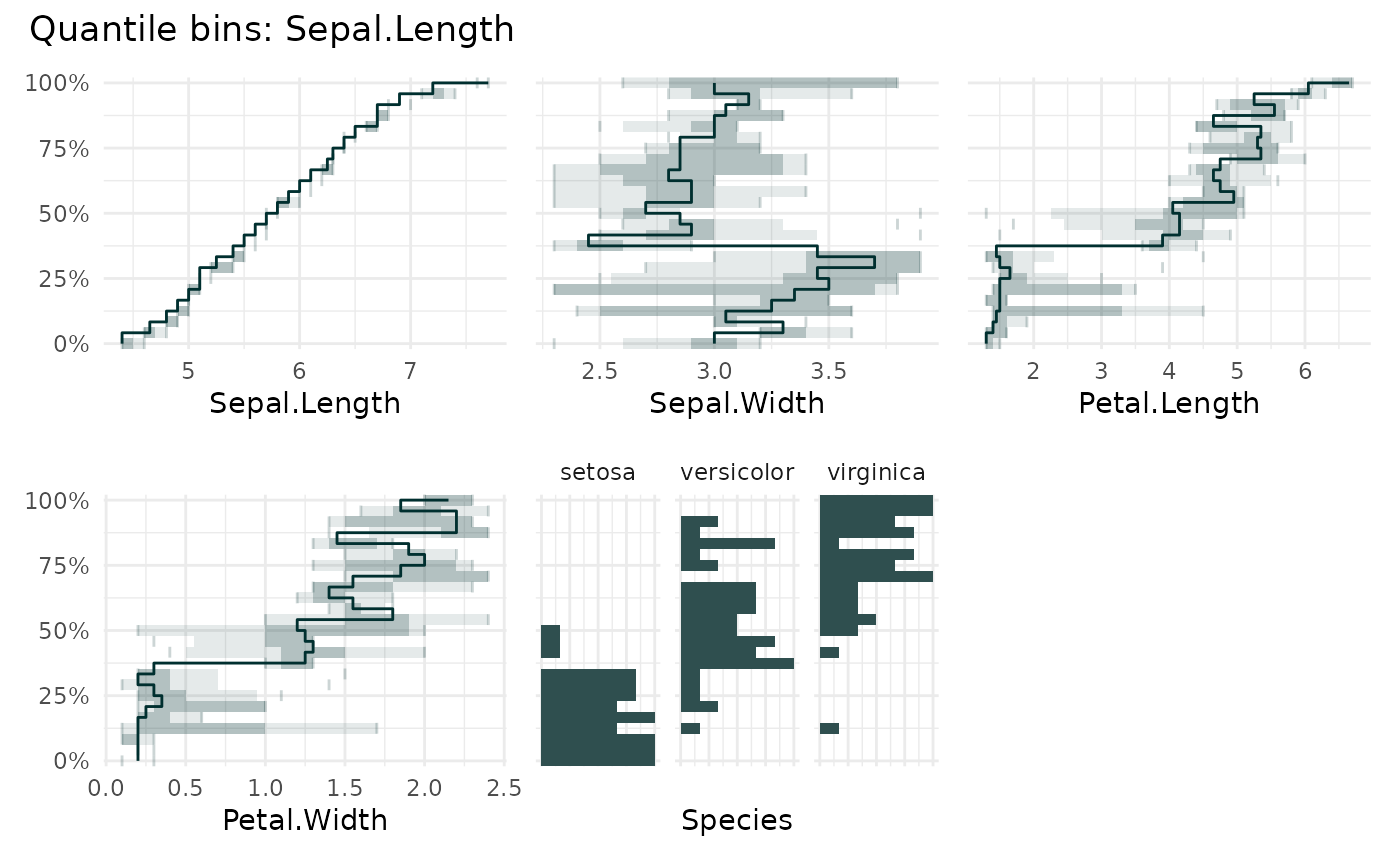 Quantile bins: Sepal.Length
100%
75%
50%
25%
0%
5 6 7
2.5 3.0 3.5
2 3 4 5 6
Sepal.Length
Sepal.Width
Petal.Length
setosa
versicolor
virginica
100%
75%
50%
25%
0%
0.0 0.5 1.0 1.5 2.0 2.5
Petal.Width
Species